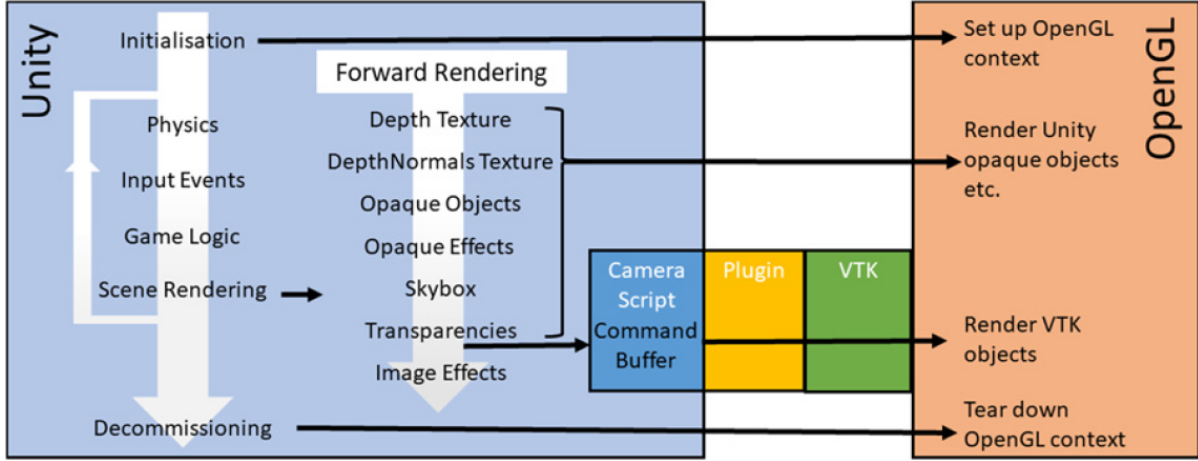 Unity
Initialisation
Physics
Input Events
Game Logic
Scene Rendering
Decommissioning
Forward Rendering
Depth Texture
DepthNormals Texture
Opaque Objects
Opaque Effects
Skybox
Transparencies
Image Effects
Camera
Script
Command
Buffer
Plugin
VTK
OpenGL
Set up OpenGL
context
Render Unity
opaque objects
etc.
Render VTK
objects
Tear down
OpenGL context